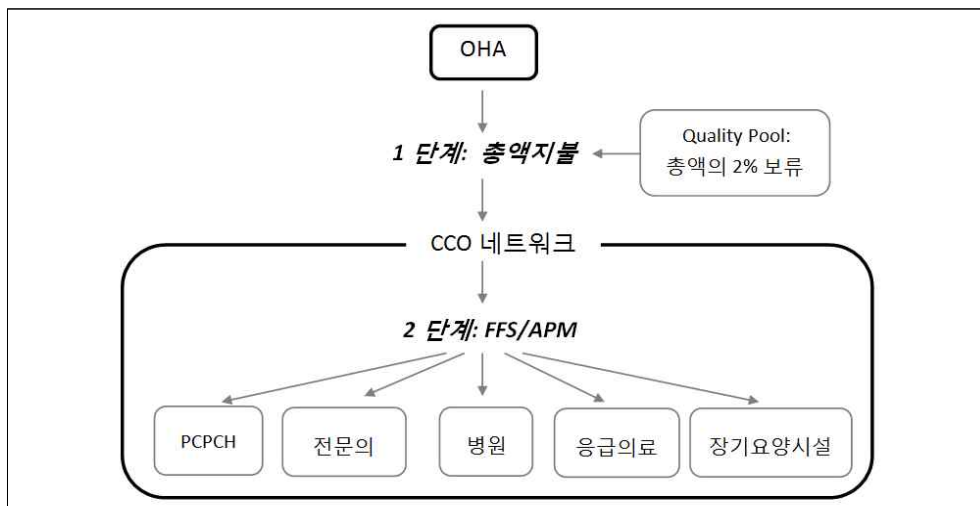 OHA
1 단계: 총액지불
Quality Pool:
총액의 2% 보류
CCO 네트워크
2 단계: FFS/APM
PCPCH
전문의
병원
응급의료
장기요양시설